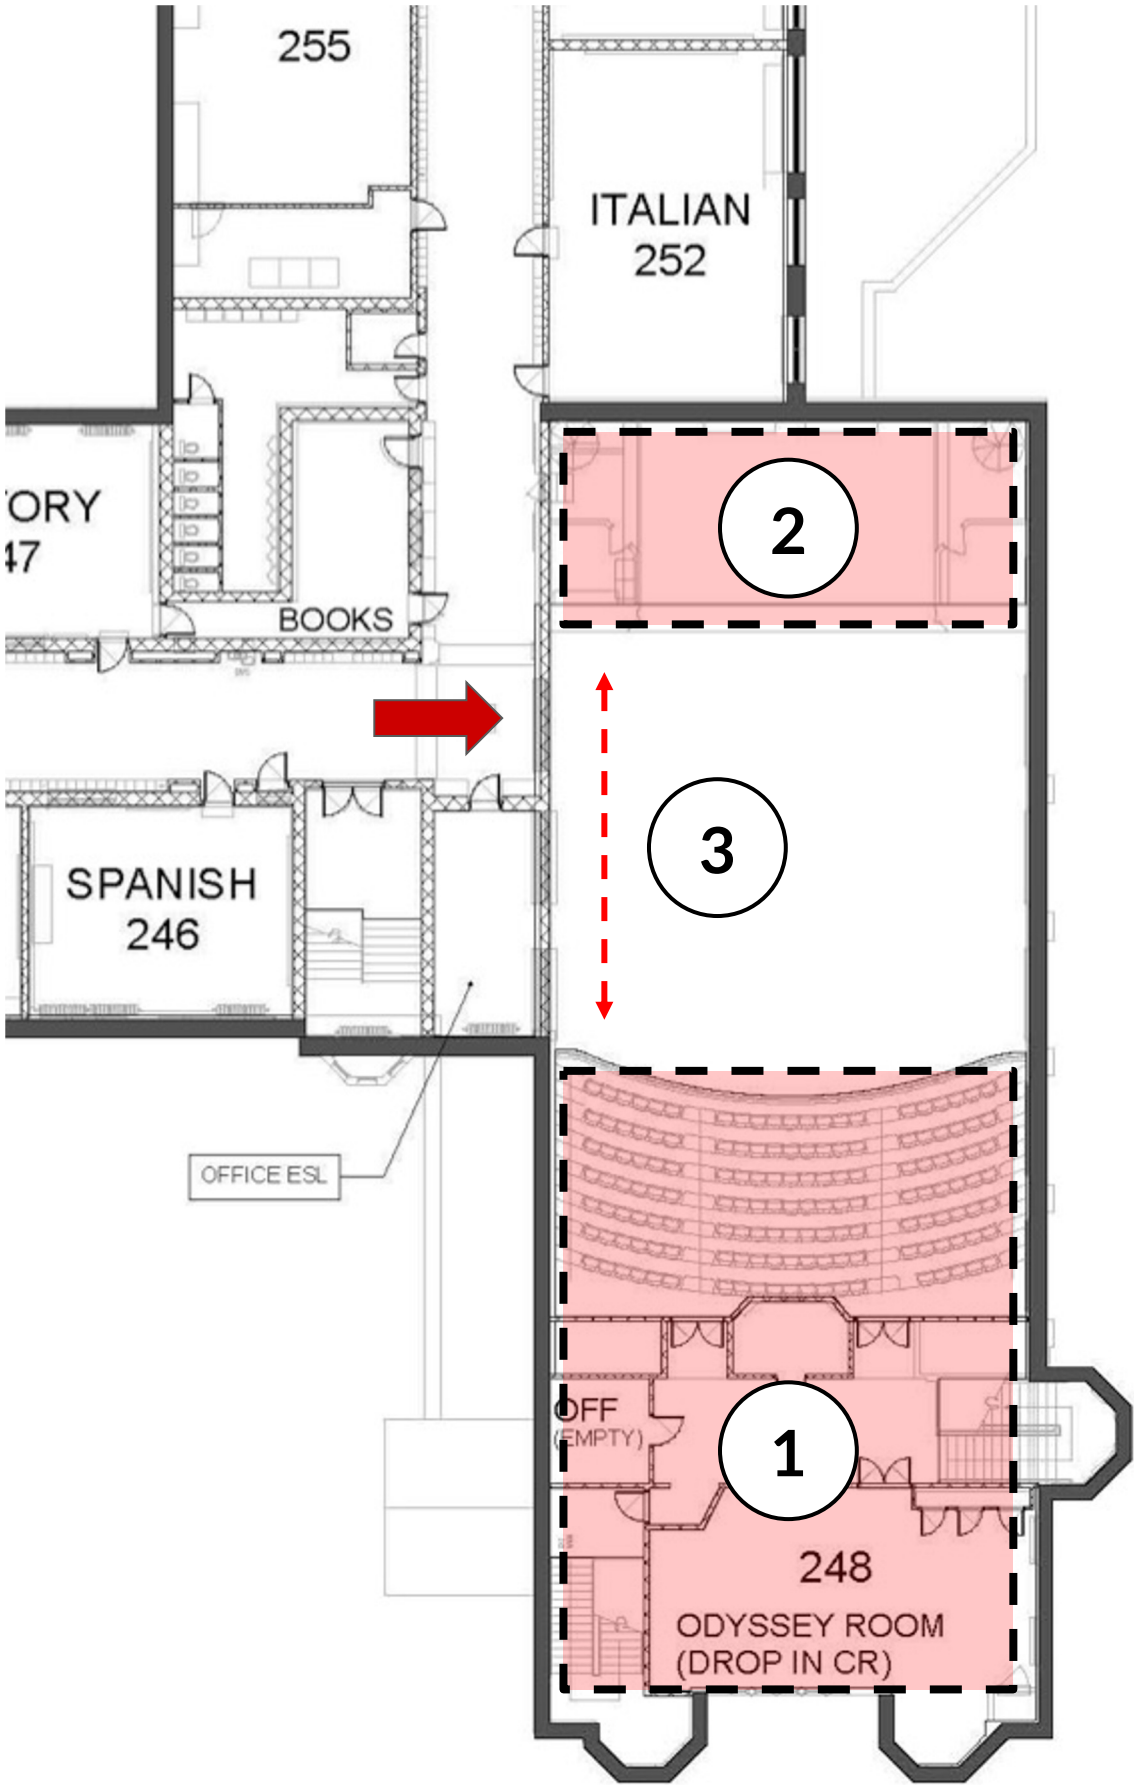 255
ITALIAN
252
2
TORY
47
BOOKS
3
SPANISH
246
OFFICE ESL
OFF
(EMPTY)
1
248
ODYSSEY ROOM
(DROP IN CR)